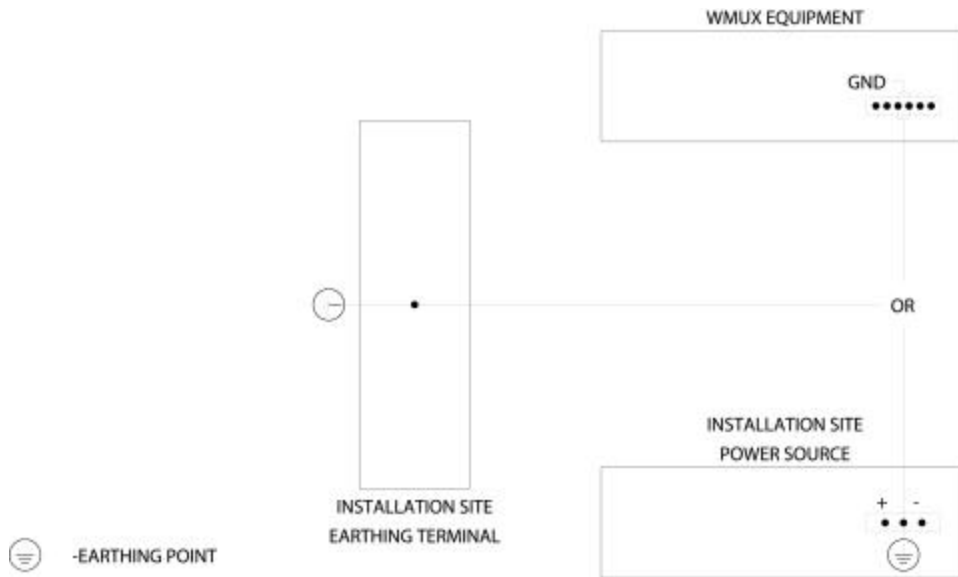 WMUX EQUIPMENT
GND
OR
INSTALLATION SITE
POWER SOURCE
+ -
INSTALLATION SITE
EARTHING TERMINAL
-EARTHING POINT